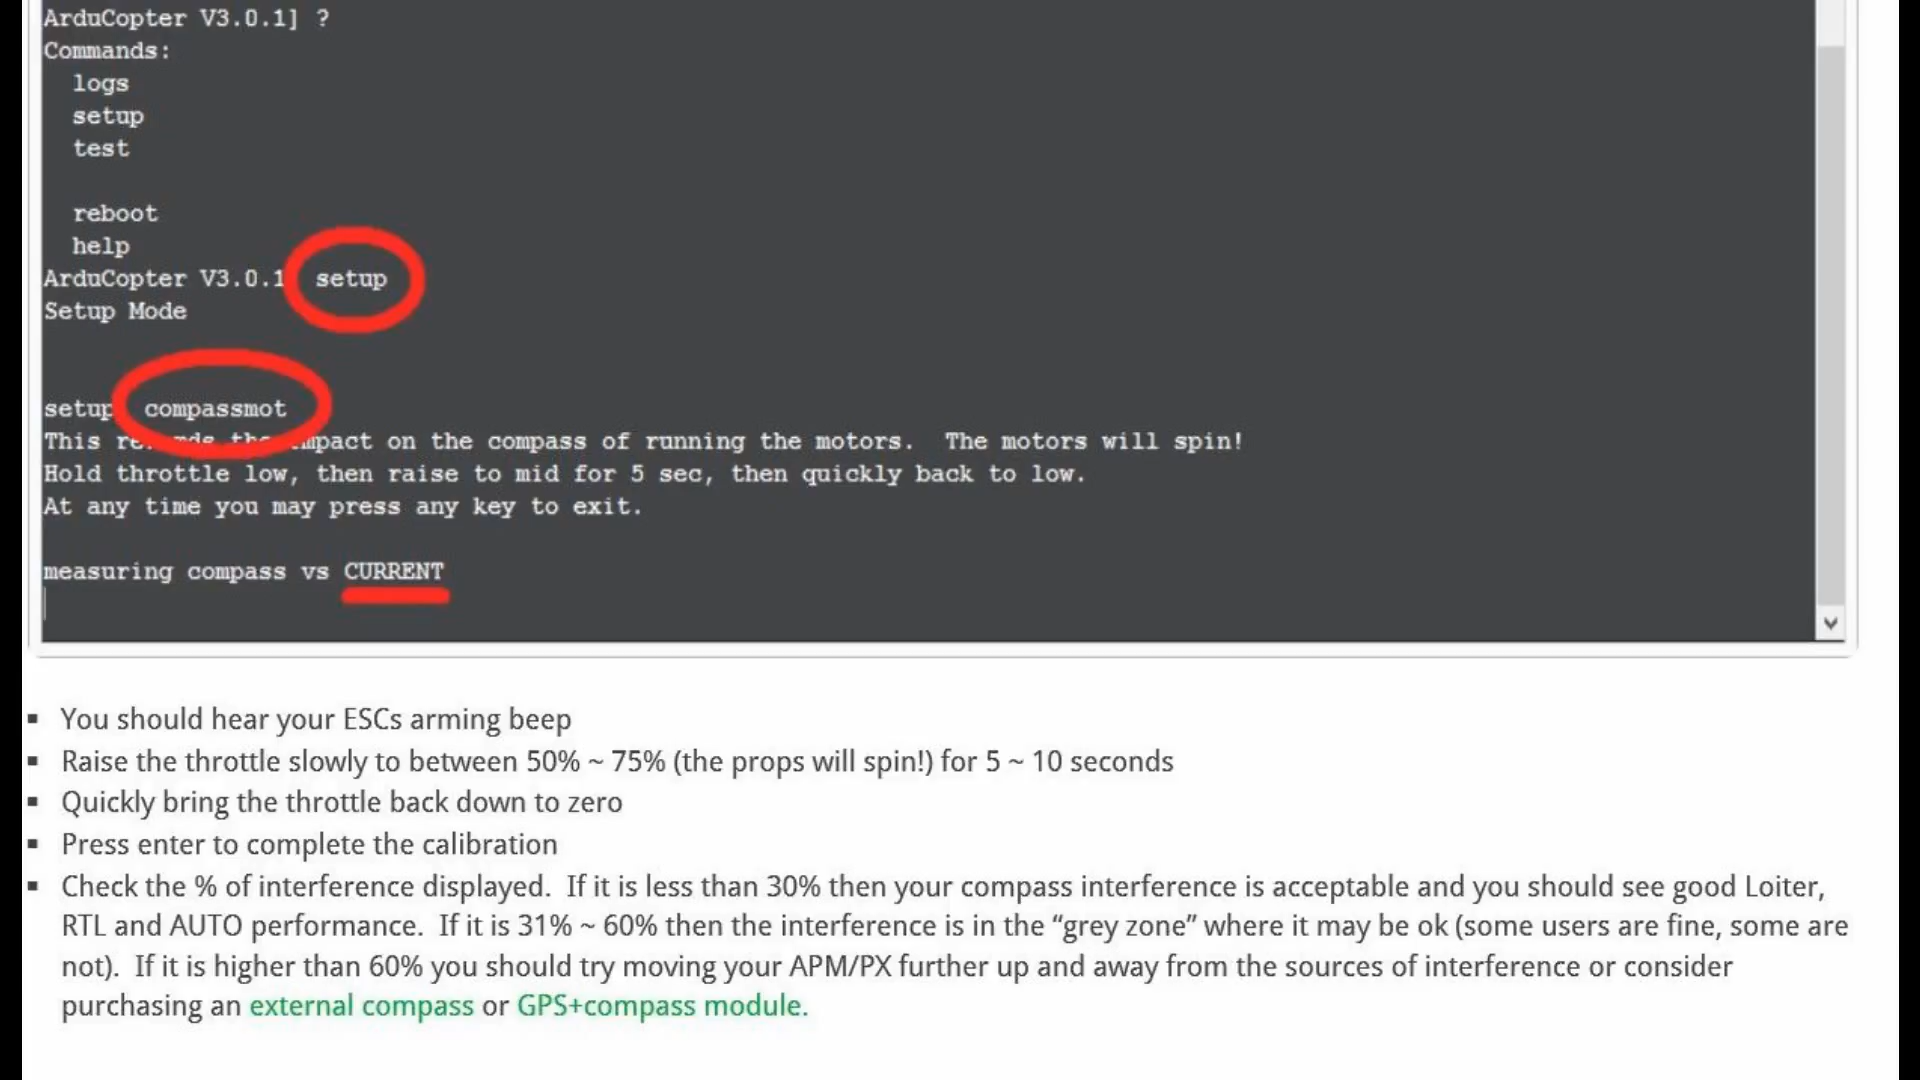 ArduCopter V3.0.1] ?
Commands:
logs
setup
test
reboot
help
ArduCopter V3.0.1 setup
Setup Mode
setup compassmot
This the impact on the compass of running the motors. The motors will spin!
Hold throttle low, then raise to mid for 5 sec, then quickly back to low.
At any time you may press any key to exit.
measuring compass vs CURRENT
▪ You should hear your ESCs arming beep
▪ Raise the throttle slowly to between 50% ~ 75% (the props will spin!) for 5 ~ 10 seconds
▪ Quickly bring the throttle back down to zero
▪ Press enter to complete the calibration
▪ Check the % of interference displayed. If it is less than 30% then your compass interference is acceptable and you should see good Loiter,
RTL and AUTO performance. If it is 31% ~ 60% then the interference is in the “grey zone” where it may be ok (some users are fine, some are
not). If it is higher than 60% you should try moving your APM/PX further up and away from the sources of interference or consider
purchasing an external compass or GPS+compass module.